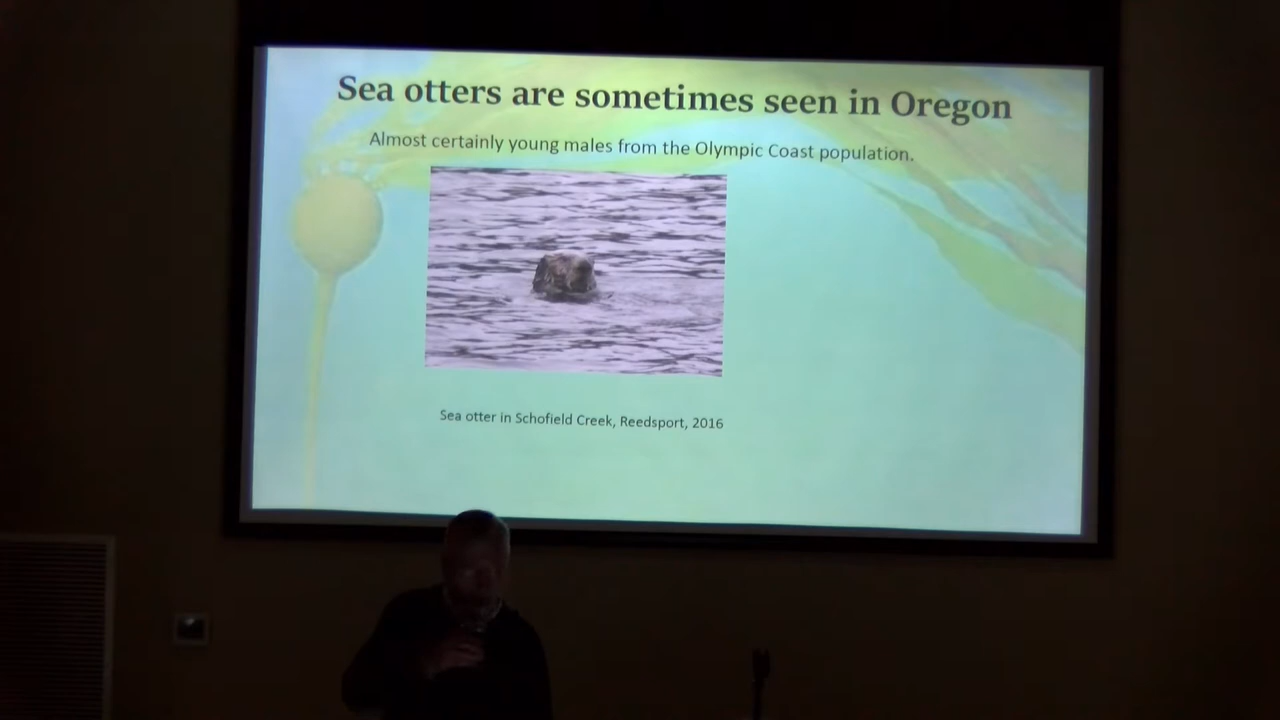 Sea otters are sometimes seen in Oregon
Almost certainly young males from the Olympic Coast population.
Sea otter in Schofield Creek, Reedsport, 2016